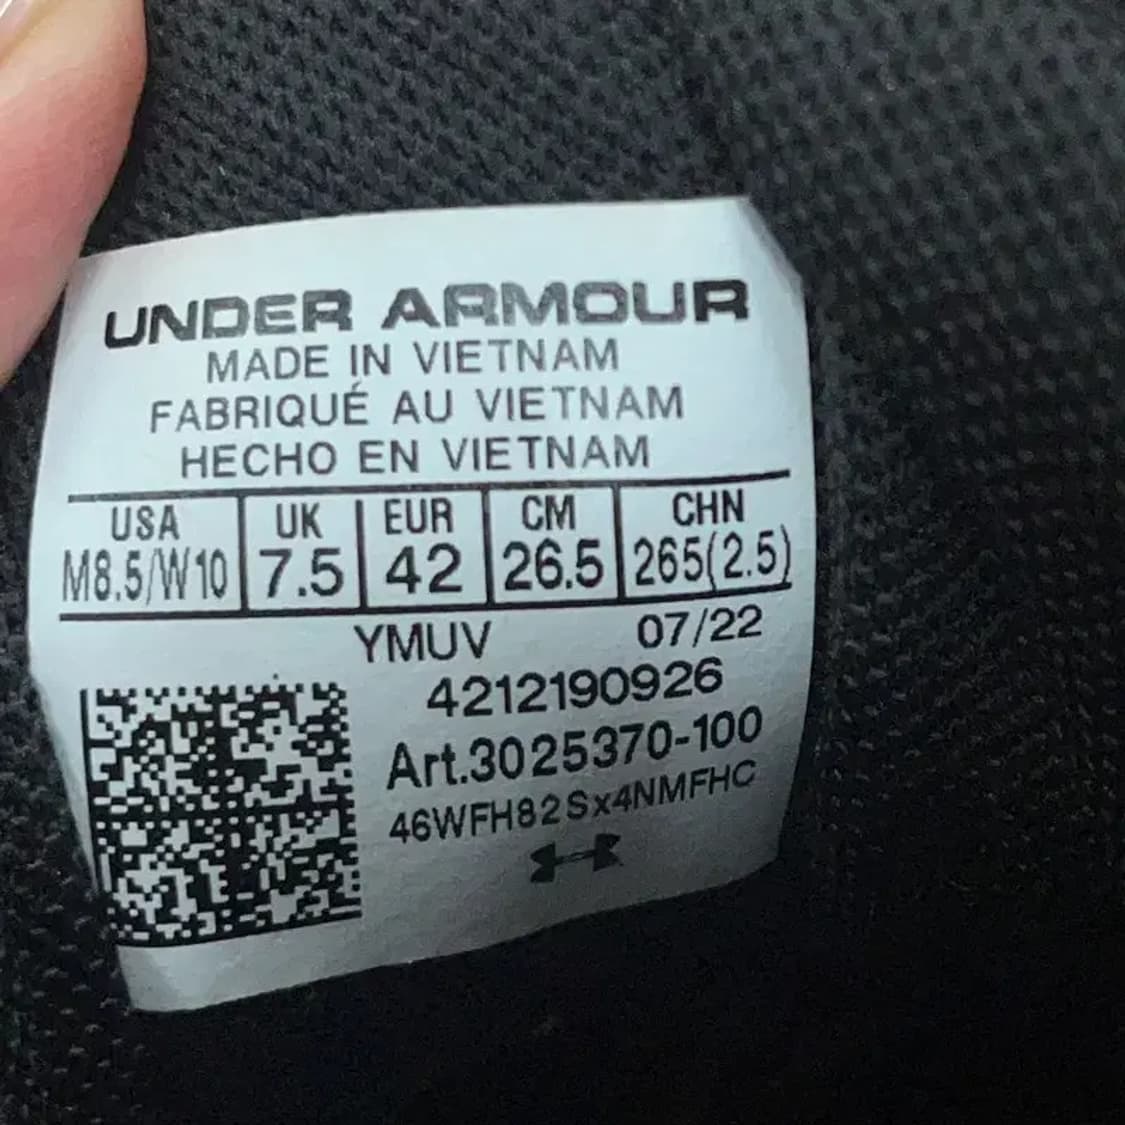 UNDER ARMOUR
MADE IN VIETNAM
FABRIQUÉ AU VIETNAM
HECHO EN VIETNAM
USA UK EUR CM CHN
M8.5/W10 7.5 42 26.5 265(2.5)
YMUV 07/22
4212190926
Art.3025370-100
46WFH82Sx4NMFHC